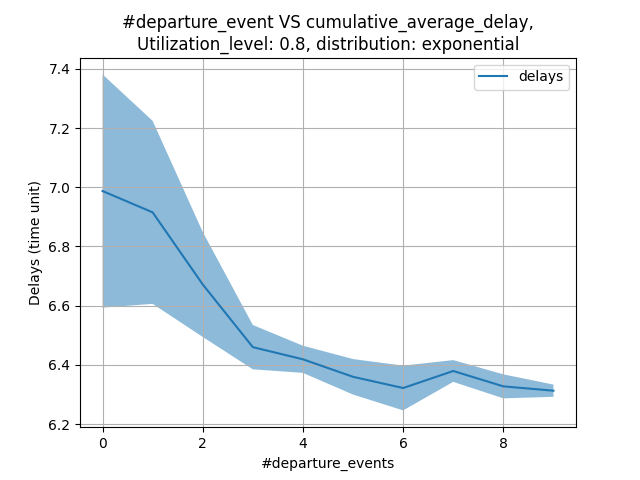 #departure_event VS cumulative_average_delay,
Utilization_level: 0.8, distribution: exponential
delays
7.4
7.2
7.0
6.8
6.6
6.4
6.2
Delays (time unit)
0 2 4 6 8
#departure_events